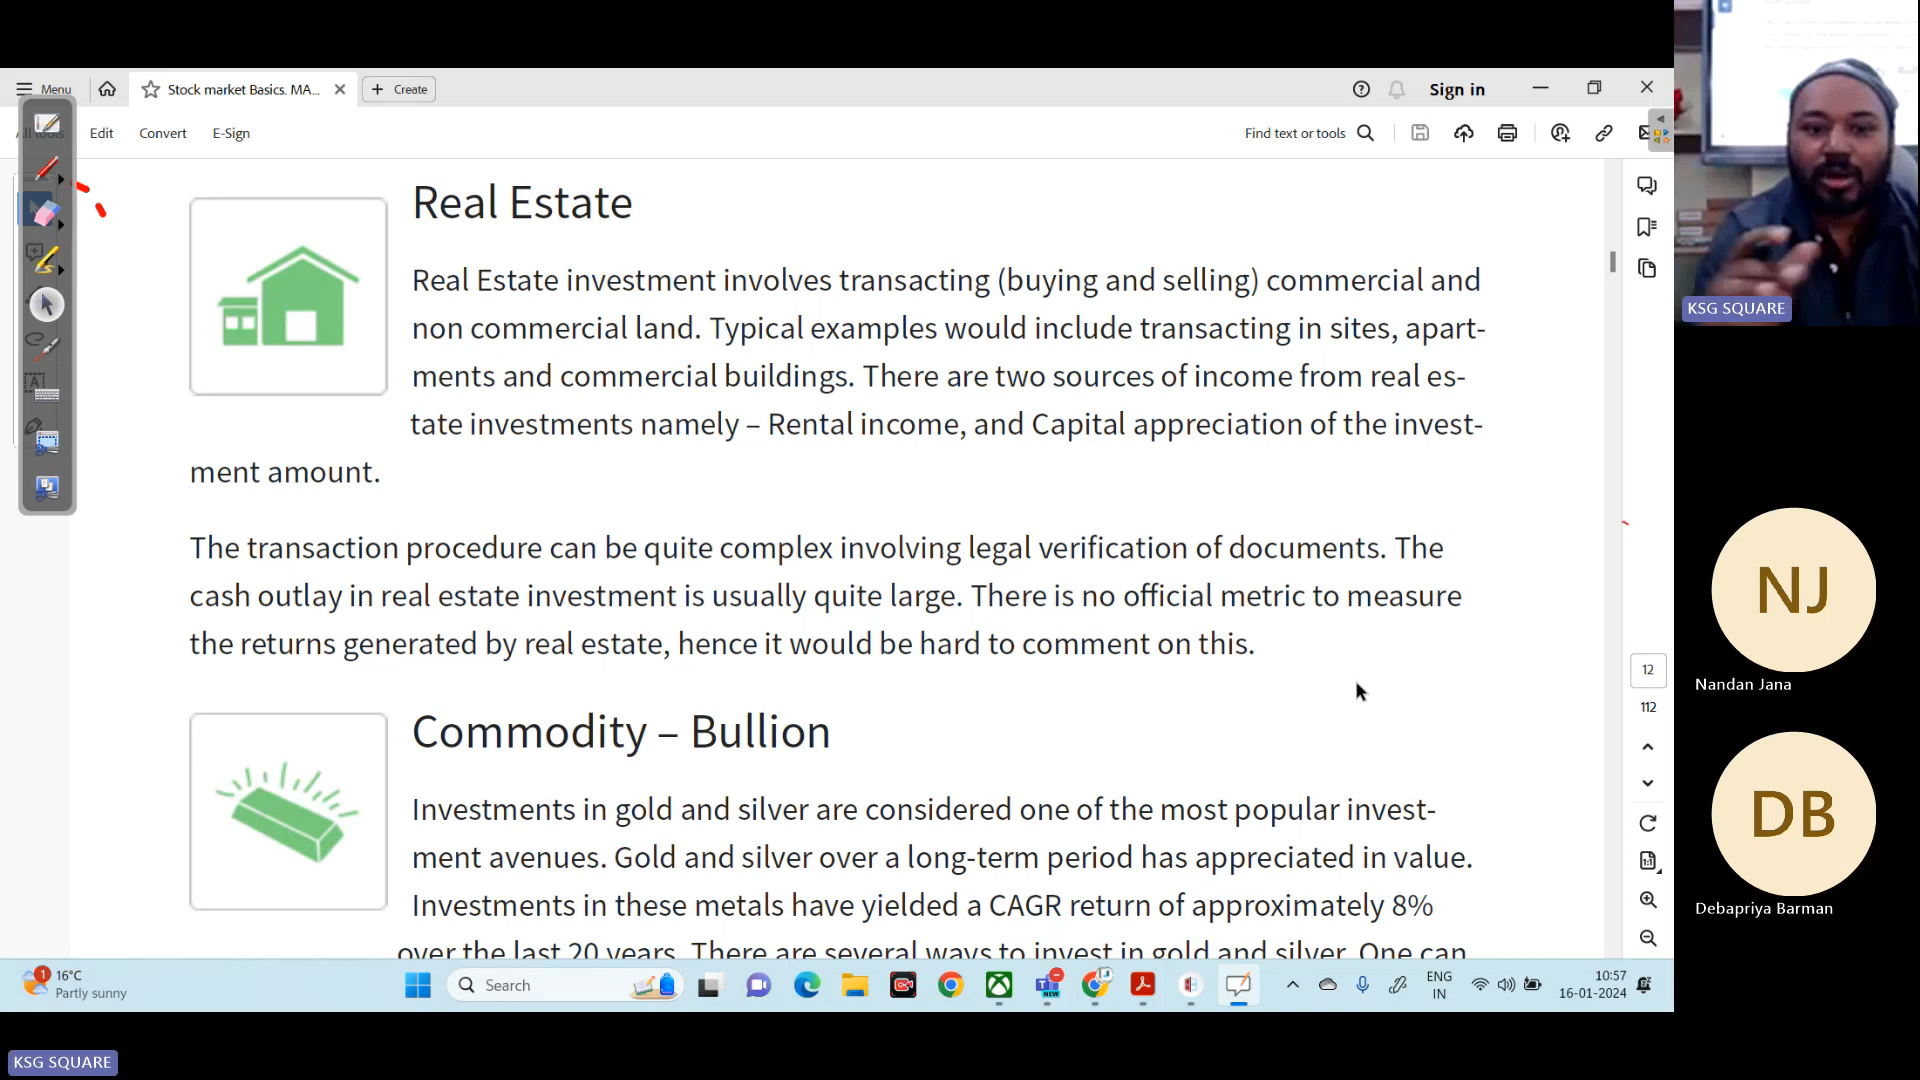 Menu
Stock market Basics. MA...
Create
Sign in
Edit
Convert
E-Sign
Find text or tools
Real Estate
Real Estate investment involves transacting (buying and selling) commercial and
non commercial land. Typical examples would include transacting in sites, apart-
ments and commercial buildings. There are two sources of income from real es-
tate investments namely – Rental income, and Capital appreciation of the invest-
ment amount.
The transaction procedure can be quite complex involving legal verification of documents. The
cash outlay in real estate investment is usually quite large. There is no official metric to measure
the returns generated by real estate, hence it would be hard to comment on this.
Commodity – Bullion
Investments in gold and silver are considered one of the most popular invest-
ment avenues. Gold and silver over a long-term period has appreciated in value.
Investments in these metals have yielded a CAGR return of approximately 8%
over the last 20 years. There are several ways to invest in gold and silver. One can
12
112
KSG SQUARE
NJ
Nandan Jana
DB
Debapriya Barman
1
16°C
Partly sunny
Search
NEW
ENG
IN
10:57
16-01-2024
KSG SQUARE